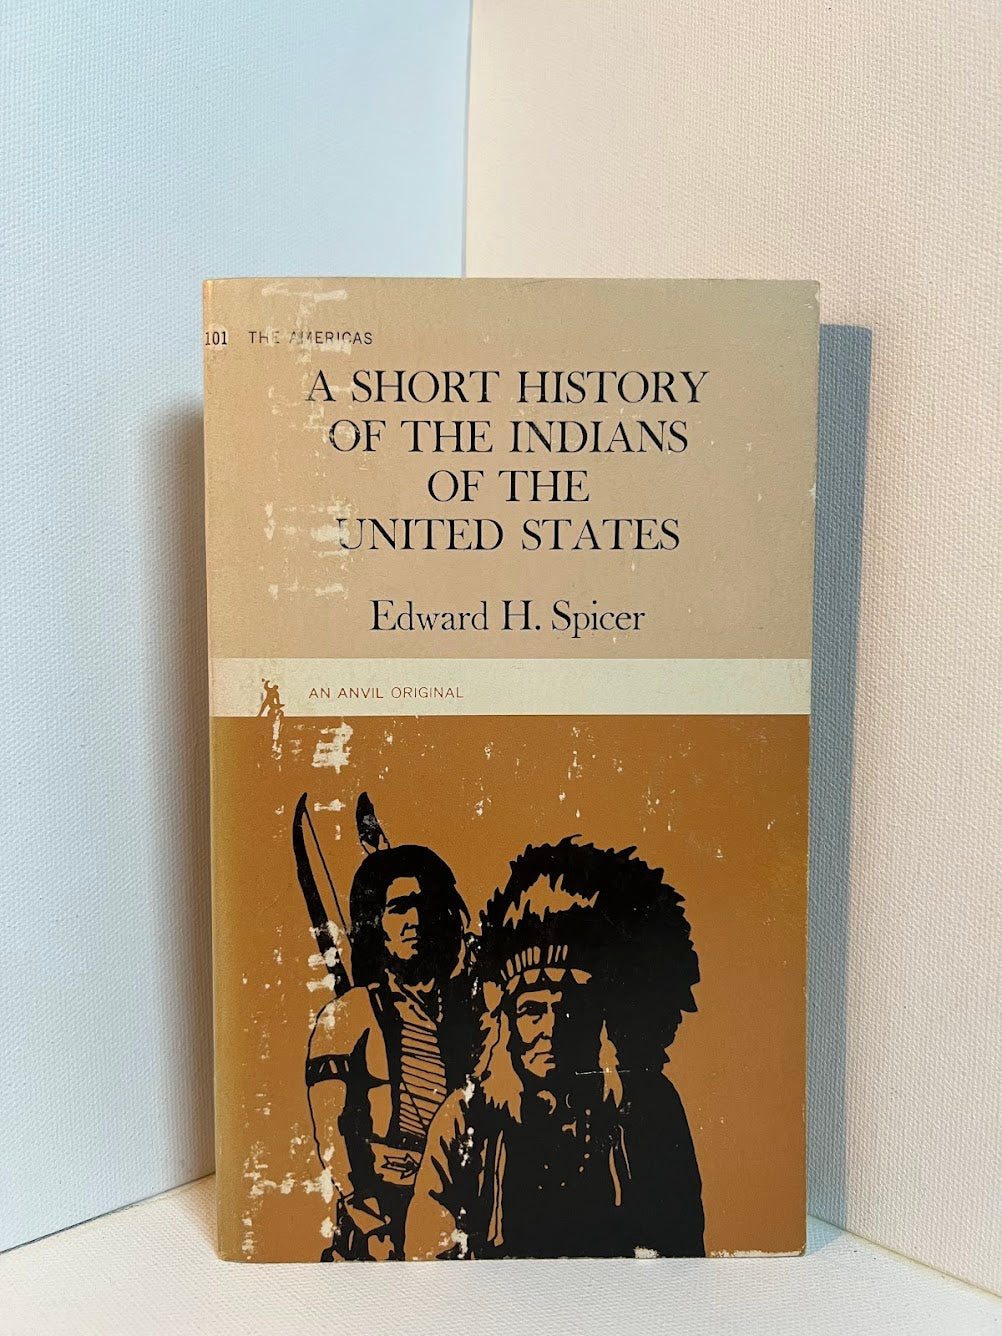 101 THE AMERICAS
A SHORT HISTORY
OF THE INDIANS
OF THE
UNITED STATES
Edward H. Spicer
AN ANVIL ORIGINAL